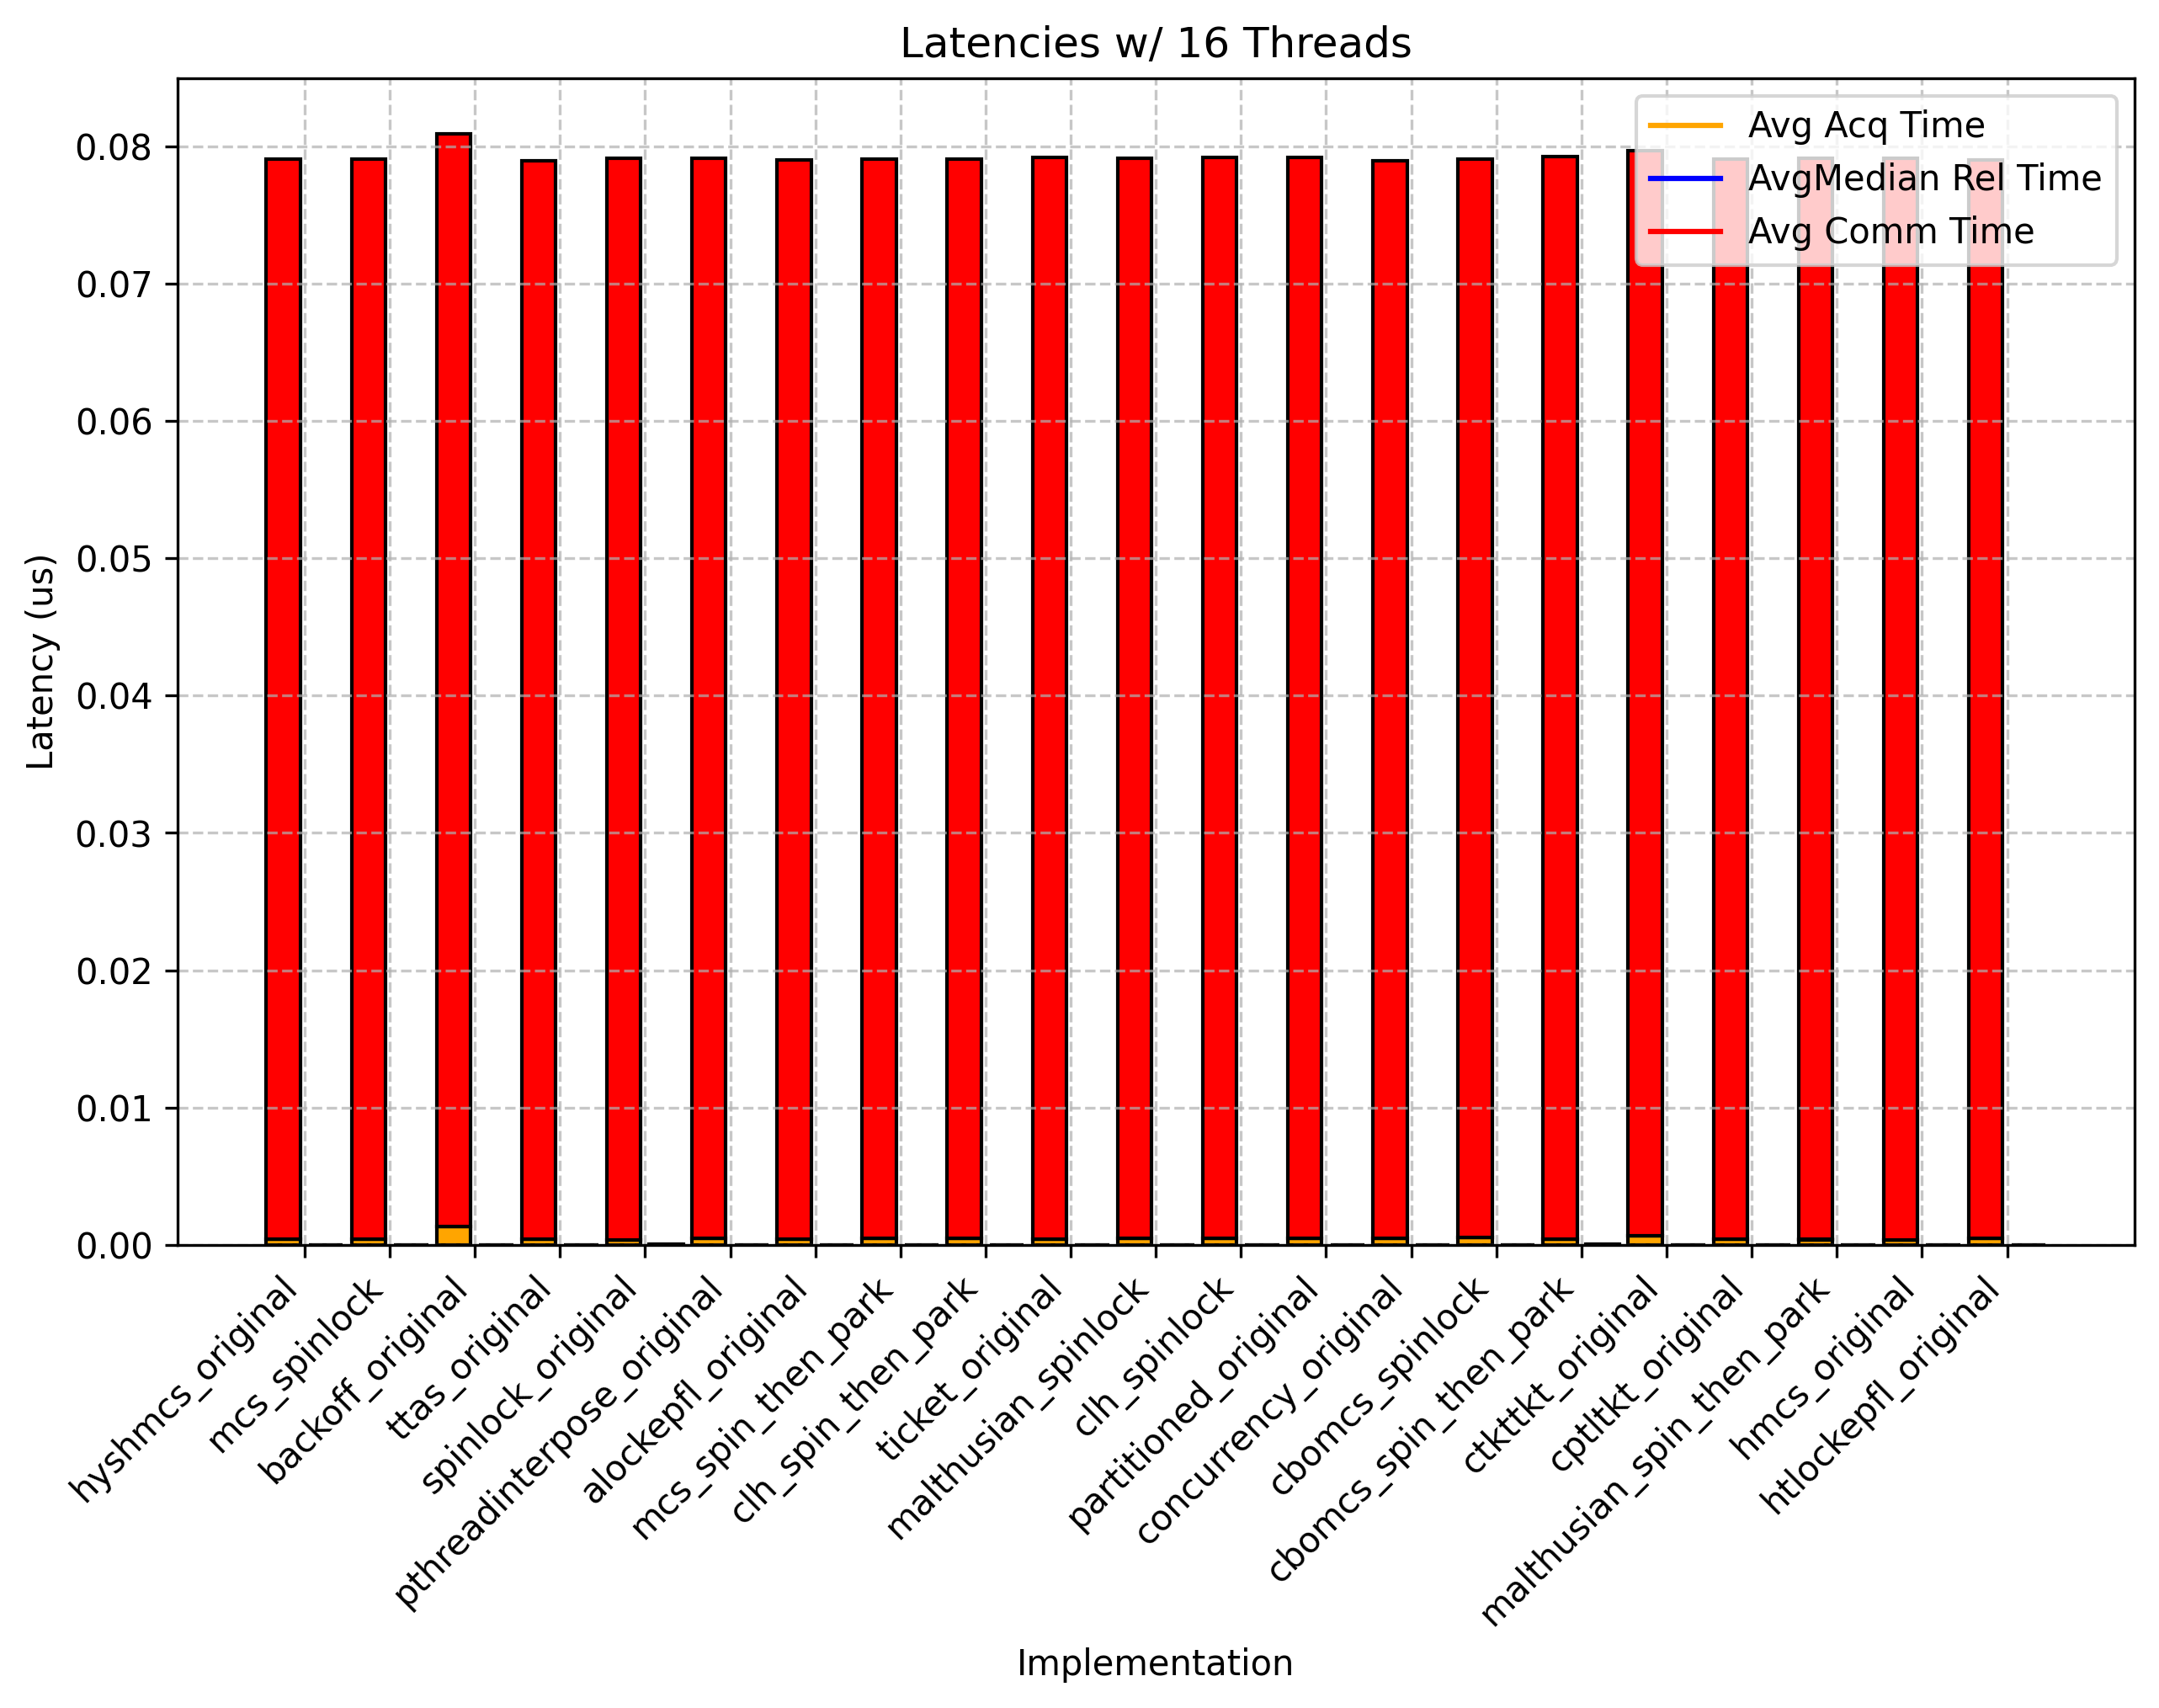 Latencies w/ 16 Threads
Avg Acq Time
AvgMedian Rel Time
Avg Comm Time
Latency (us)
0.08
0.07
0.06
0.05
0.04
0.03
0.02
0.01
0.00
hyshmcs_original
mcs_spinlock
backoff_original
ttas_original
spinlock_original
pthreadinterpose_original
alockepfl_original
mcs_spin_then_park
clh_spin_then_park
ticket_original
malthusian_spinlock
clh_spinlock
partitioned_original
concurrency_original
cbomcs_spinlock
cbomcs_spin_then_park
ctkttkt_original
cptltkt_original
malthusian_spin_then_park
hmcs_original
htlockepfl_original
Implementation